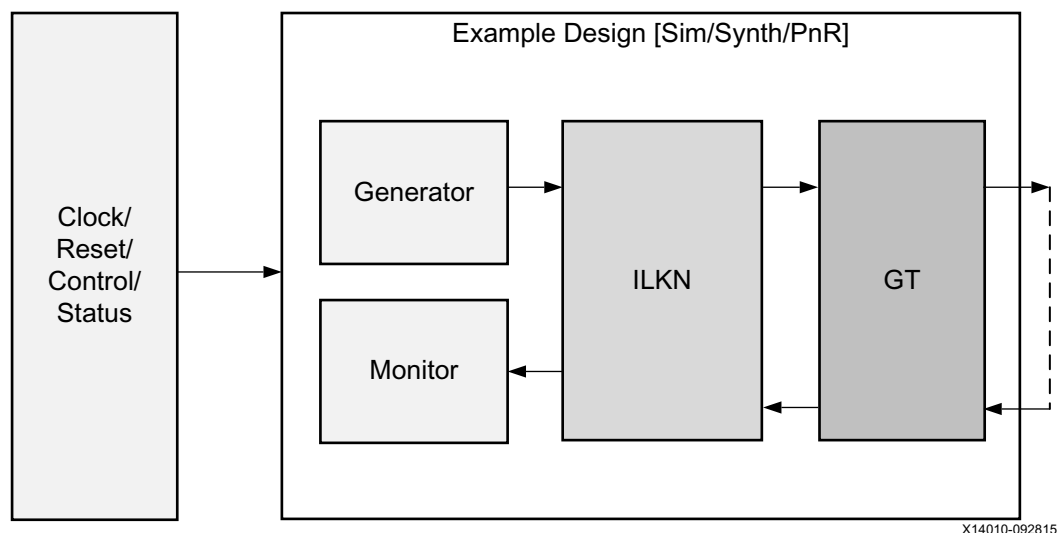 Example Design [Sim/Synth/PnR]
Clock/
Reset/
Control/
Status
Generator
Monitor
ILKN
GT
X14010-092815